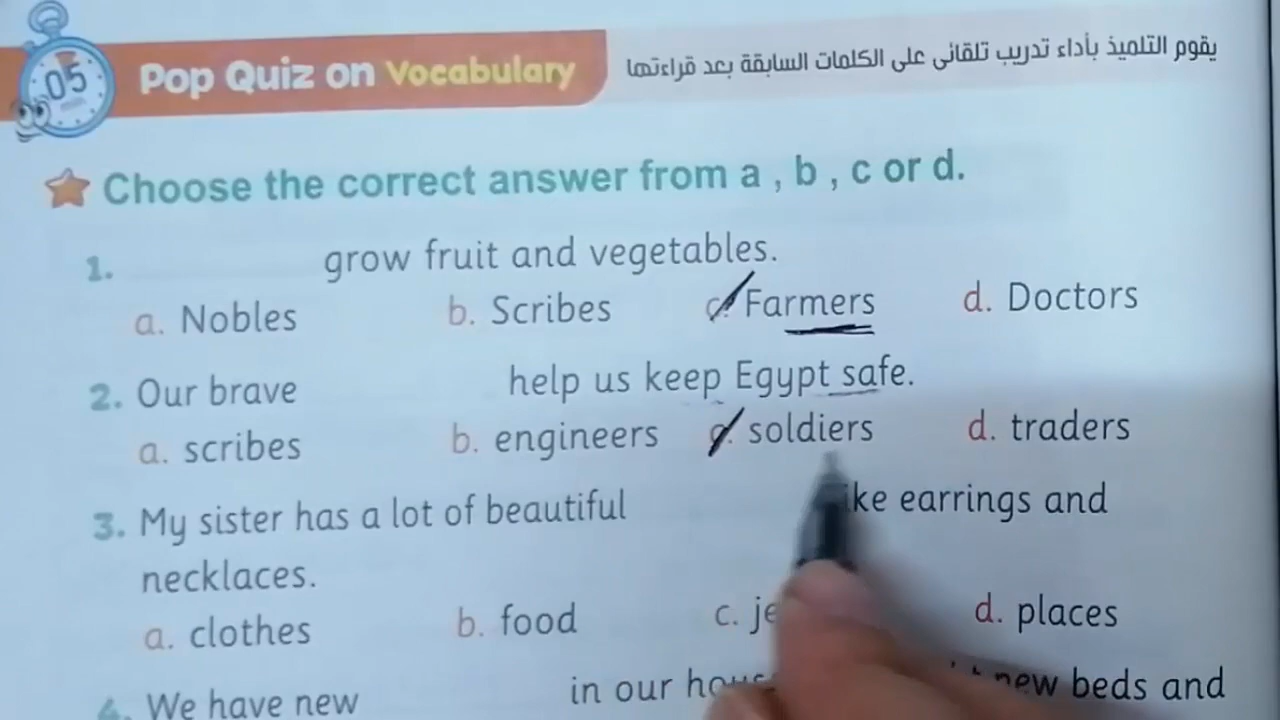 05
min
Pop Quiz on Vocabulary
يقوم التلميذ بأداء تدريب تلقائى على الكلمات السابقة بعد قراءتها
Choose the correct answer from a , b , c or d.
1. grow fruit and vegetables.
a. Nobles b. Scribes c. Farmers d. Doctors
2. Our brave help us keep Egypt safe.
a. scribes b. engineers c. soldiers d. traders
3. My sister has a lot of beautiful earrings and
necklaces.
a. clothes b. food c. d. places
4. We have new in our new beds and